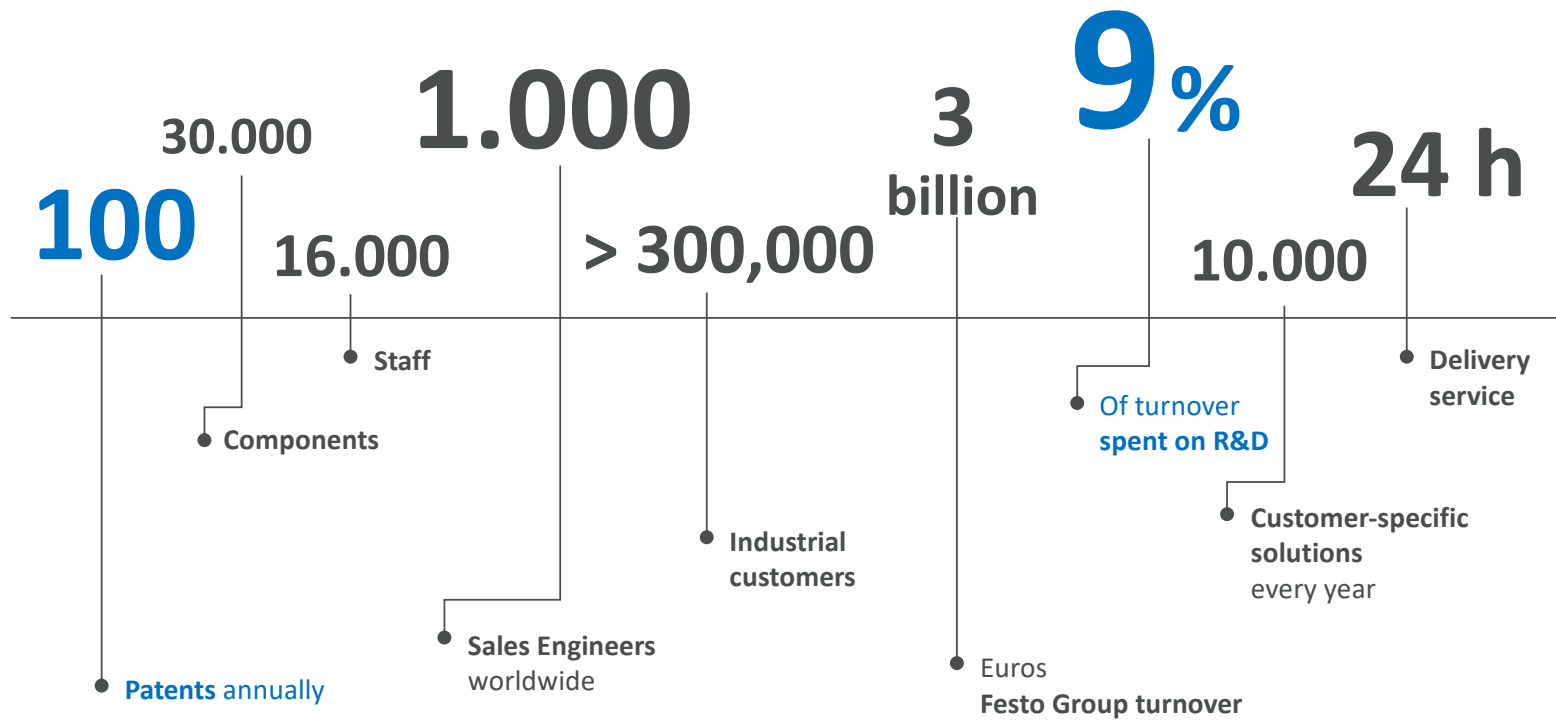 100
Patents annually
30.000
Components
16.000
Staff
1.000
Sales Engineers
worldwide
> 300,000
Industrial
customers
3
billion
Euros
Festo Group turnover
9%
Of turnover
spent on R&D
10.000
Customer-specific
solutions
every year
24 h
Delivery
service